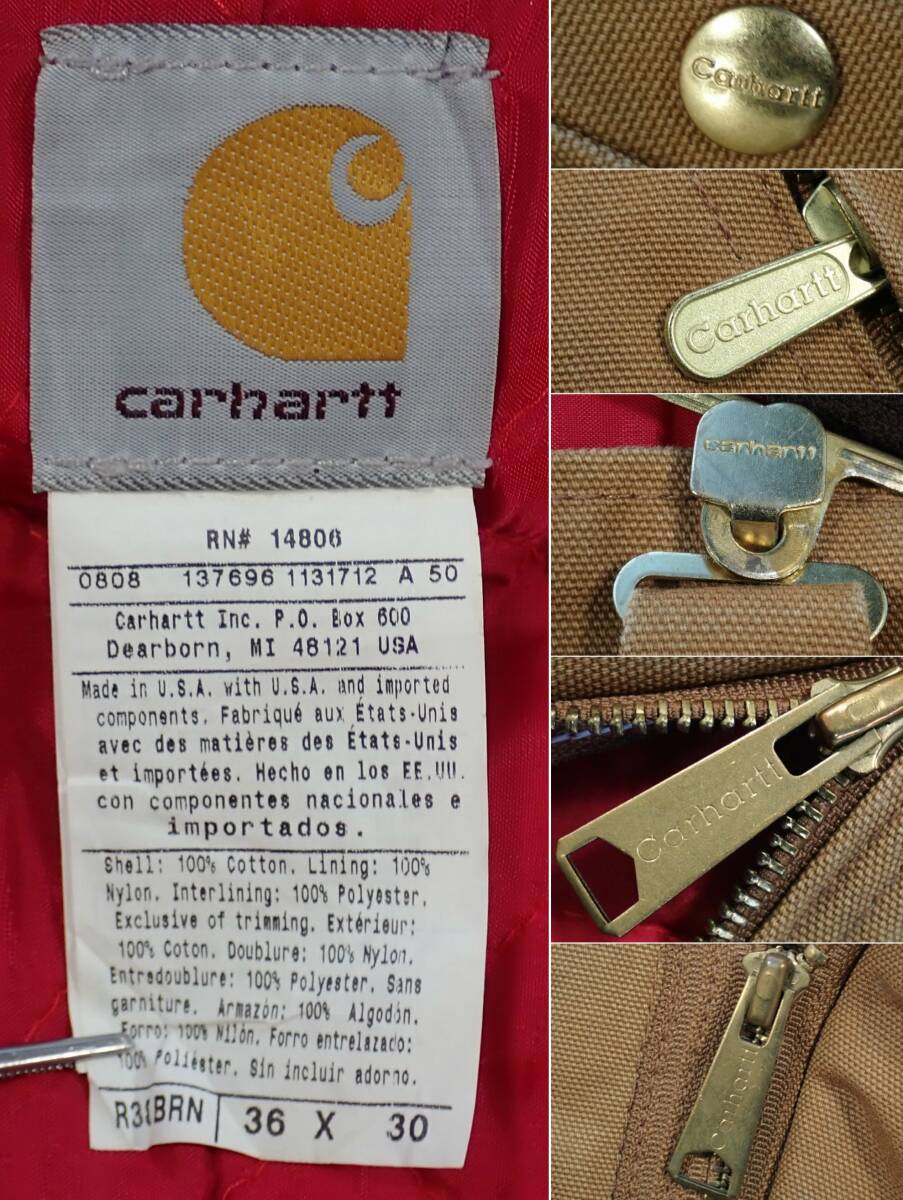 carhartt
RN# 14806
0808 137696 1131712 A 50
Carhartt Inc. P.O. Box 600
Dearborn, MI 48121 USA
Made in U.S.A. with U.S.A. and imported
components. Fabriqué aux États-Unis
avec des matières des États-Unis
et importées. Hecho en los EE.UU.
con componentes nacionales e
importados.
Shell: 100% Cotton. Lining: 100%
Nylon. Interlining: 100% Polyester.
Exclusive of trimming. Extérieur:
100% Coton. Doublure: 100% Nylon.
Entredoublure: 100% Polyester. Sans
garniture. Armazón: 100% Algodón.
Forro: 100% Nilón. Forro entrelazado:
100% Poliéster. Sin incluir adorno.
36 X 30
Carhartt
Carhartt
carhartt
Carhartt
Carhartt